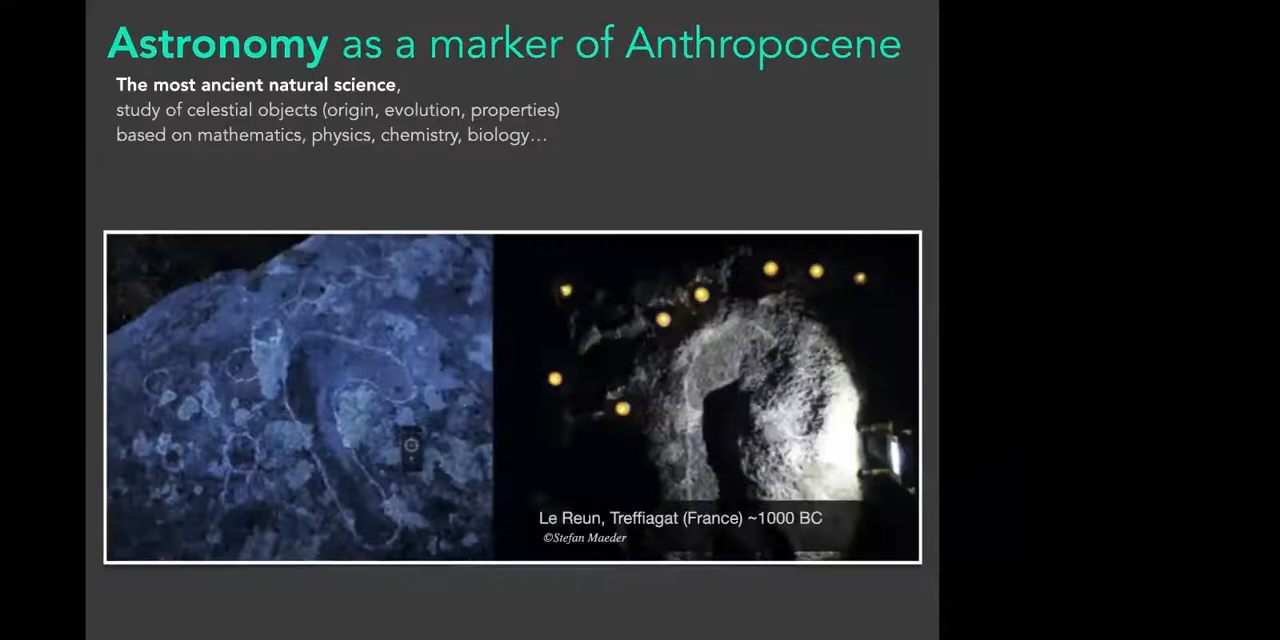 Astronomy as a marker of Anthropocene
The most ancient natural science,
study of celestial objects (origin, evolution, properties)
based on mathematics, physics, chemistry, biology…
Le Reun, Treffiagat (France) ~1000 BC
©Stefan Maeder